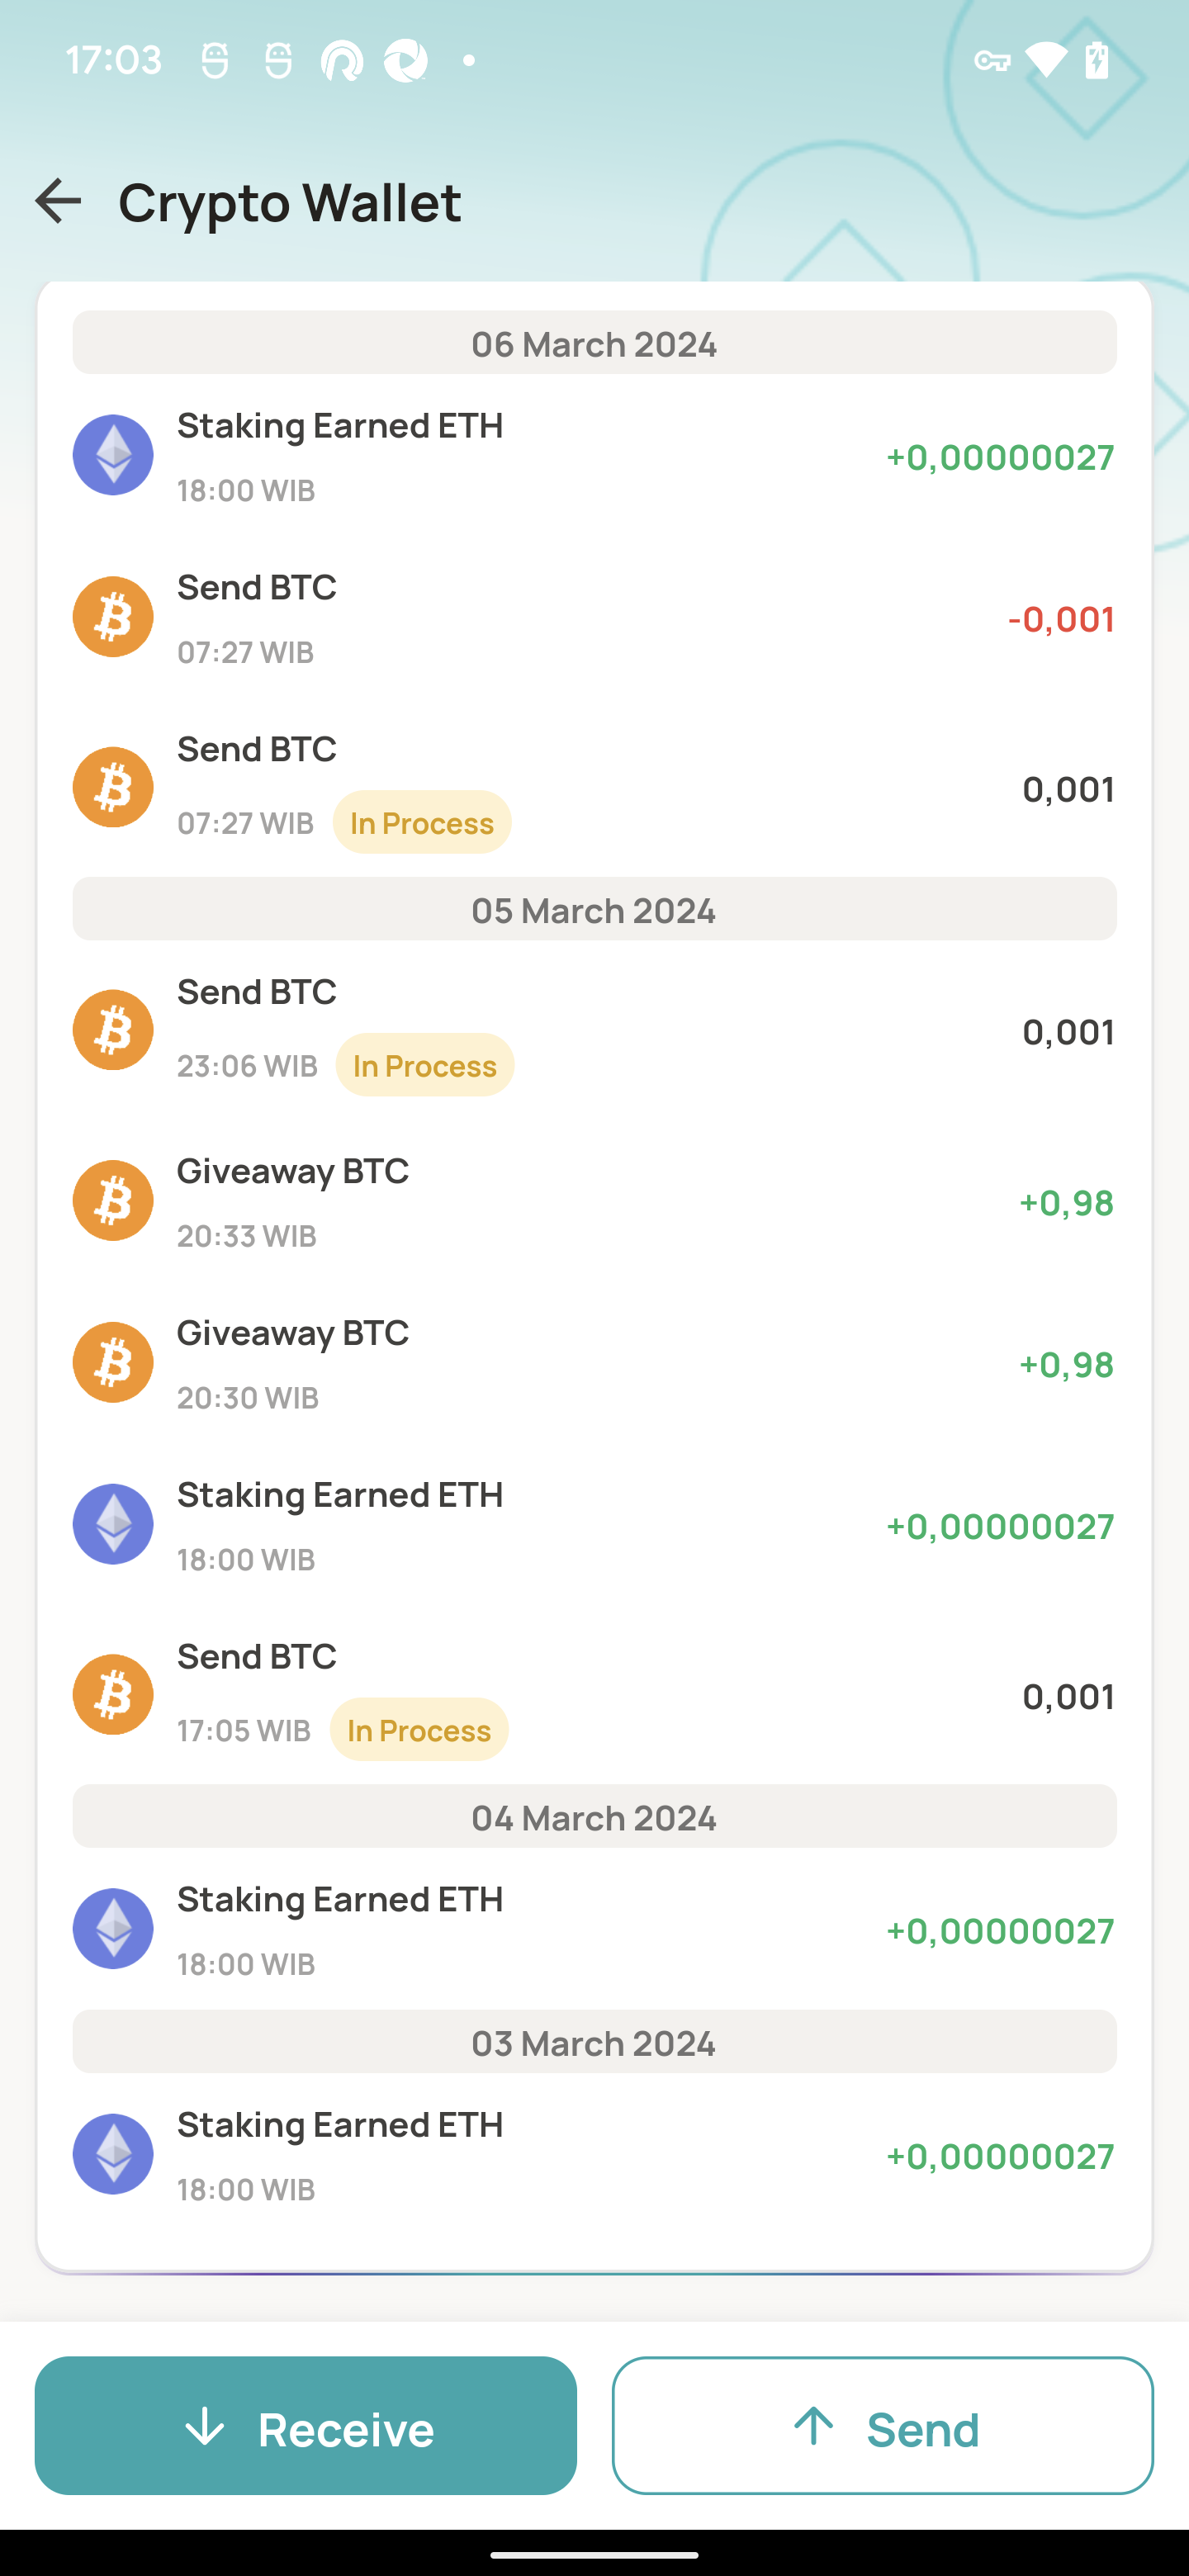 17:03
Crypto Wallet
06 March 2024
Staking Earned ETH
+0,00000027
18:00 WIB
Send BTC
-0,001
07:27 WIB
Send BTC
0,001
07:27 WIB In Process
05 March 2024
Send BTC
0,001
23:06 WIB In Process
Giveaway BTC
+0,98
20:33 WIB
Giveaway BTC
+0,98
20:30 WIB
Staking Earned ETH
+0,00000027
18:00 WIB
Send BTC
0,001
17:05 WIB In Process
04 March 2024
Staking Earned ETH
+0,00000027
18:00 WIB
03 March 2024
Staking Earned ETH
+0,00000027
18:00 WIB
Receive
Send